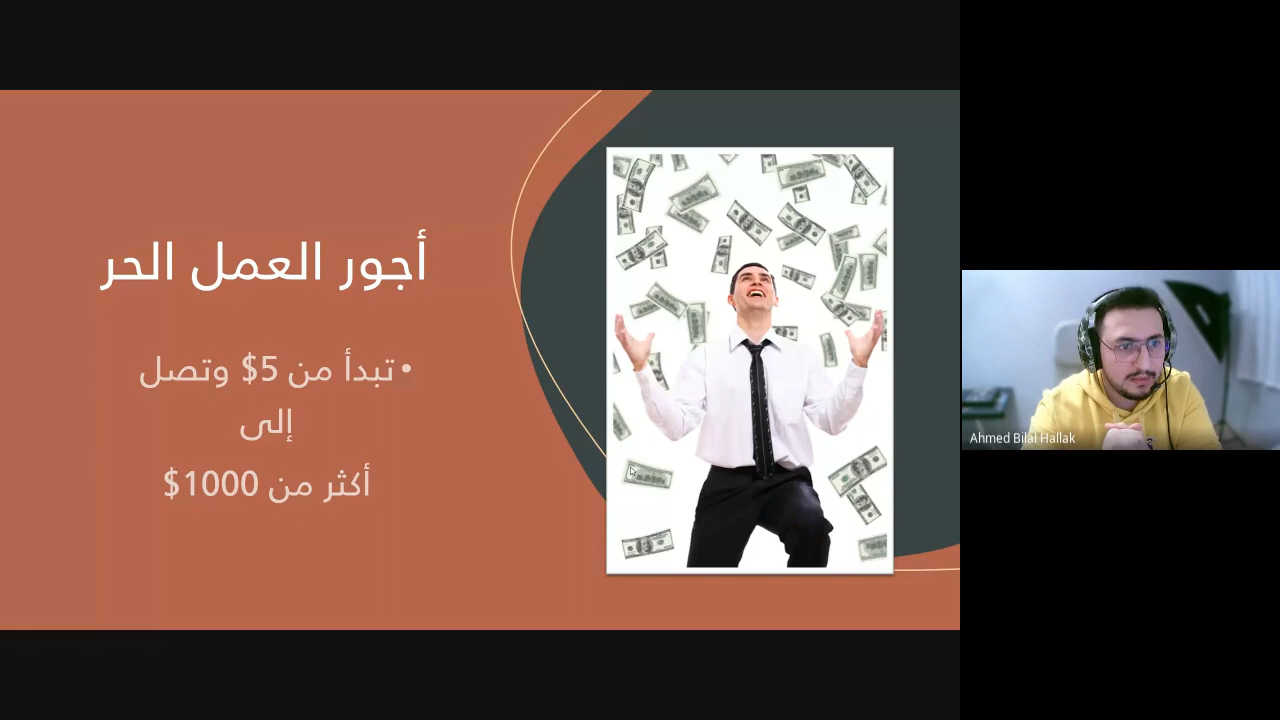 أجور العمل الحر
•تبدأ من 5$ وتصل
إلى
أكثر من 1000$
Ahmed Bilal Hallak